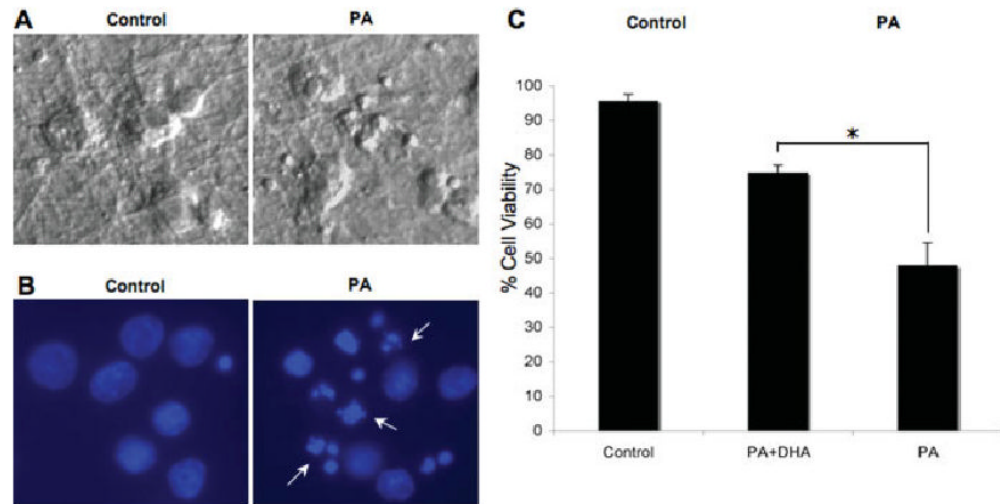 A
Control
PA
B
Control
PA
C
Control
PA
% Cell Viability
100
90
80
70
60
50
40
30
20
10
0
*
Control
PA+DHA
PA